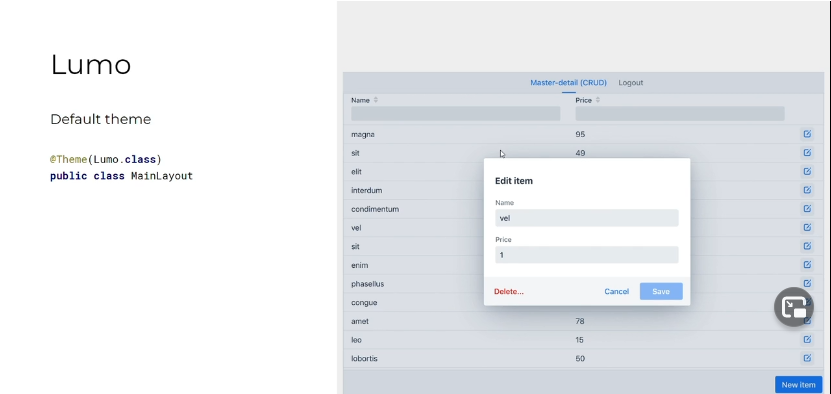 Lumo
Default theme
@Theme(Lumo.class)
public class MainLayout
Master-detail (CRUD) Logout
Name Price
magna 95
sit 49
elit
interdum
condimentum
vel
sit
enim
phasellus
congue
amet 78
leo 15
lobortis 50
Edit item
Name
vel
Price
1
Delete... Cancel Save
New item